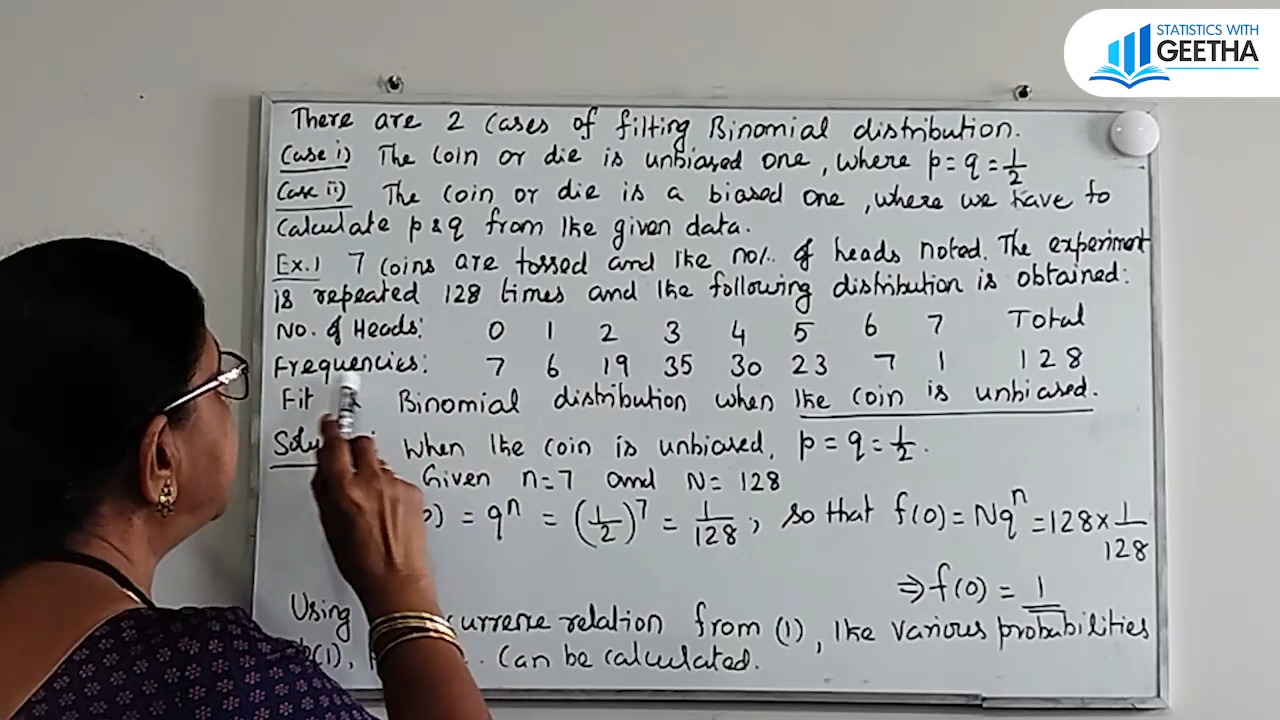 STATISTICS WITH
GEETHA
There are 2 cases of fitting Binomial distribution.
Case i) The coin or die is unbiased one, where p = q = 1/2
Case ii) The coin or die is a biased one, where we have to
calculate p & q from the given data.
Ex.1 7 coins are tossed and the no/. of heads noted. The experiment
is repeated 128 times and the following distribution is obtained:
No. of Heads: 0 1 2 3 4 5 6 7 Total
Frequencies: 7 6 19 35 30 23 7 1 128
Fit Binomial distribution when the coin is unbiased.
When the coin is unbiased, p = q = 1/2.
Given n = 7 and N = 128
) = qⁿ = (1/2)⁷ = 1/128, so that f(0) = Nqⁿ = 128 × 1/128
⇒ f(0) = 1
Using relation from (1), the various probabilities
can be calculated.